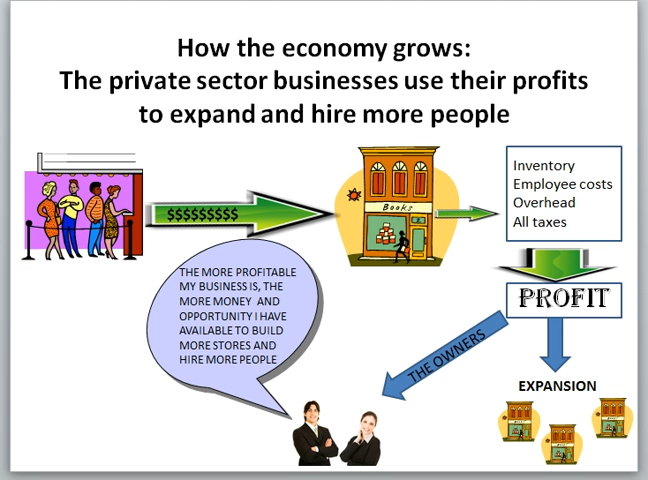 How the economy grows:
The private sector businesses use their profits
to expand and hire more people
$$$$$$$$$
Books
Inventory
Employee costs
Overhead
All taxes
THE MORE PROFITABLE
MY BUSINESS IS, THE
MORE MONEY AND
OPPORTUNITY I HAVE
AVAILABLE TO BUILD
MORE STORES AND
HIRE MORE PEOPLE
PROFIT
THE OWNERS
EXPANSION